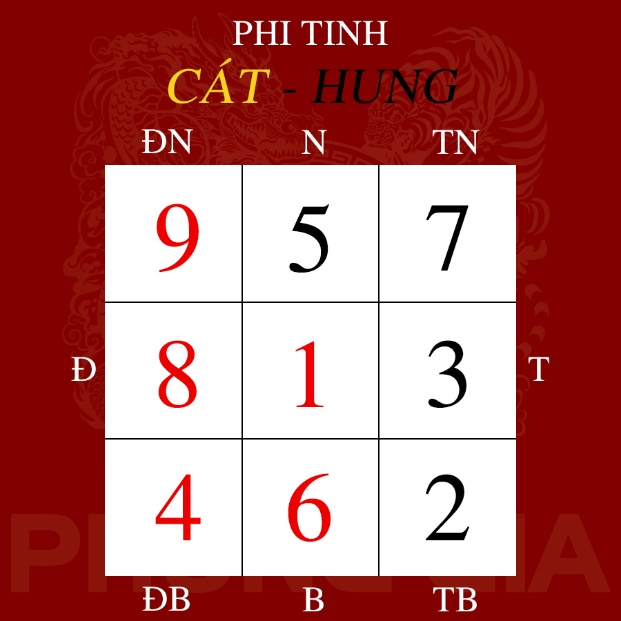 PHI TINH
CÁT - HUNG
ĐN N TN
9 5 7
Đ 8 1 3 T
4 6 2
ĐB B TB